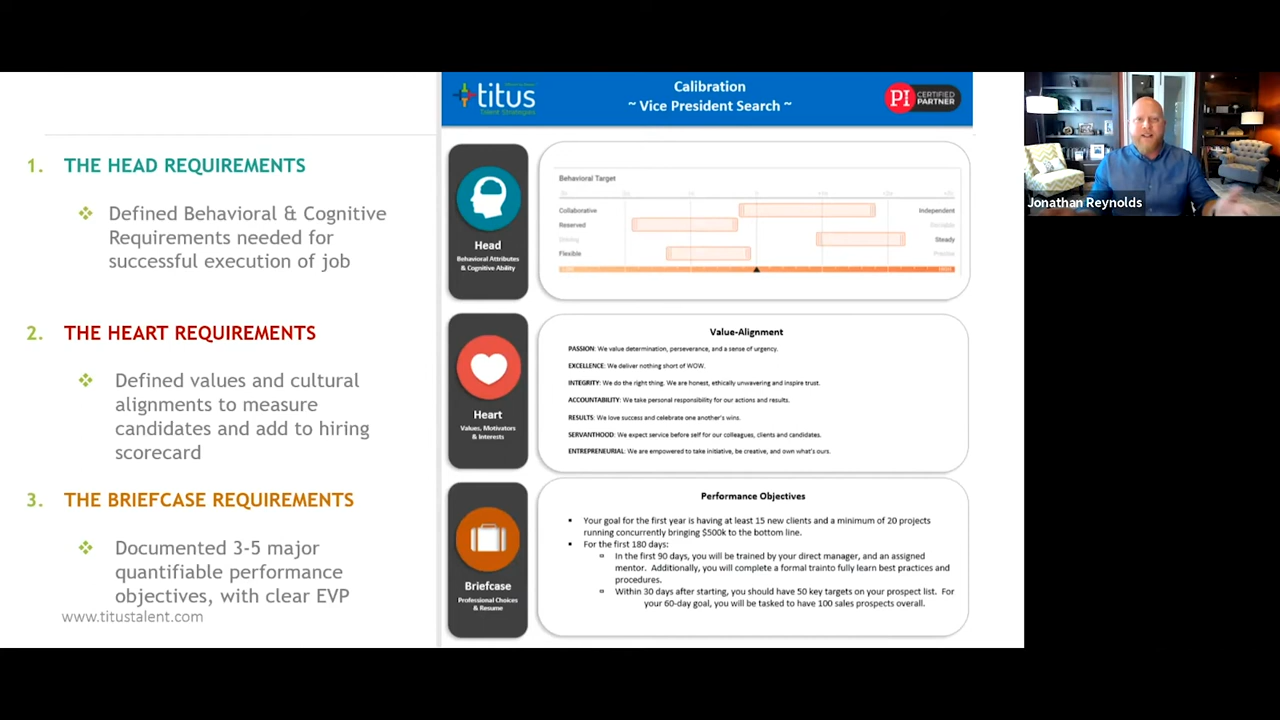 1. THE HEAD REQUIREMENTS
Defined Behavioral & Cognitive
Requirements needed for
successful execution of job
2. THE HEART REQUIREMENTS
Defined values and cultural
alignments to measure
candidates and add to hiring
scorecard
3. THE BRIEFCASE REQUIREMENTS
Documented 3-5 major
quantifiable performance
objectives, with clear EVP
www.titustalent.com
titus
Talent Strategies
Calibration
~ Vice President Search ~
PI CERTIFIED
PARTNER
Head
Behavioral Attributes
& Cognitive Ability
Behavioral Target
Collaborative Independent
Reserved
Driving Steady
Flexible Precise
Heart
Values, Motivators
& Interests
Value-Alignment
PASSION: We value determination, perseverance, and a sense of urgency.
EXCELLENCE: We deliver nothing short of WOW.
INTEGRITY: We do the right thing. We are honest, ethically unwavering and inspire trust.
ACCOUNTABILITY: We take personal responsibility for our actions and results.
RESULTS: We love success and celebrate one another's wins.
SERVANTHOOD: We expect service before self for our colleagues, clients and candidates.
ENTREPRENEURIAL: We are empowered to take initiative, be creative, and own what's ours.
Briefcase
Professional Choices
& Resume
Performance Objectives
Your goal for the first year is having at least 15 new clients and a minimum of 20 projects
running concurrently bringing $500k to the bottom line.
For the first 180 days:
In the first 90 days, you will be trained by your direct manager, and an assigned
mentor. Additionally, you will complete a formal trainto fully learn best practices and
procedures.
Within 30 days after starting, you should have 50 key targets on your prospect list. For
your 60-day goal, you will be tasked to have 100 sales prospects overall.
Jonathan Reynolds